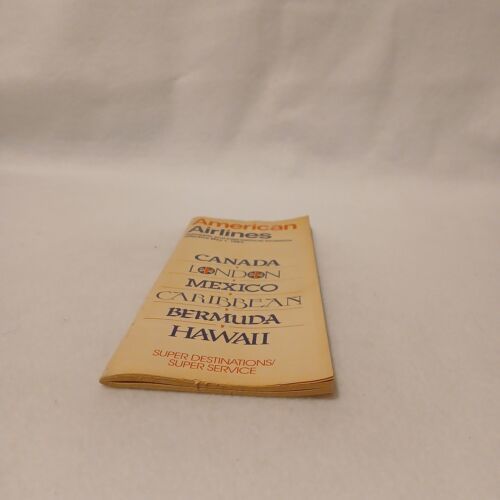 American
Airlines
CANADA
LONDON
MEXICO
CARIBBEAN
BERMUDA
HAWAII
SUPER DESTINATIONS/
SUPER SERVICE